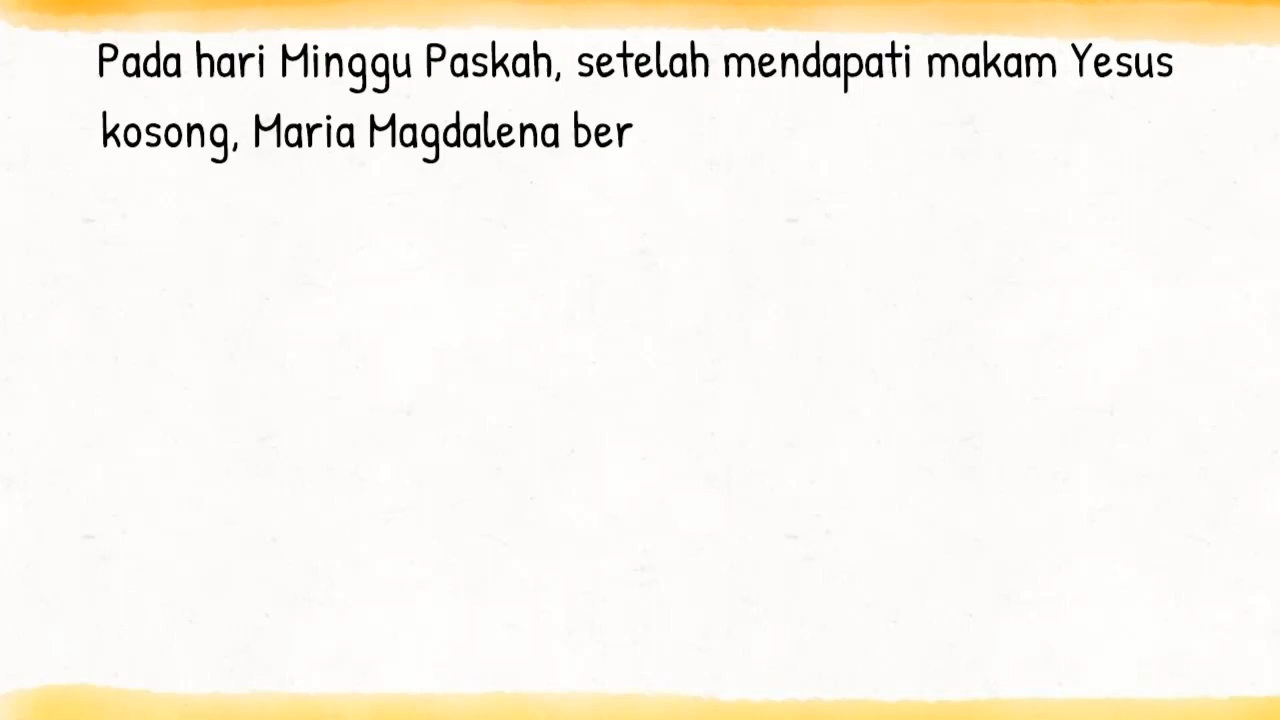 Pada hari Minggu Paskah, setelah mendapati makam Yesus
kosong, Maria Magdalena ber